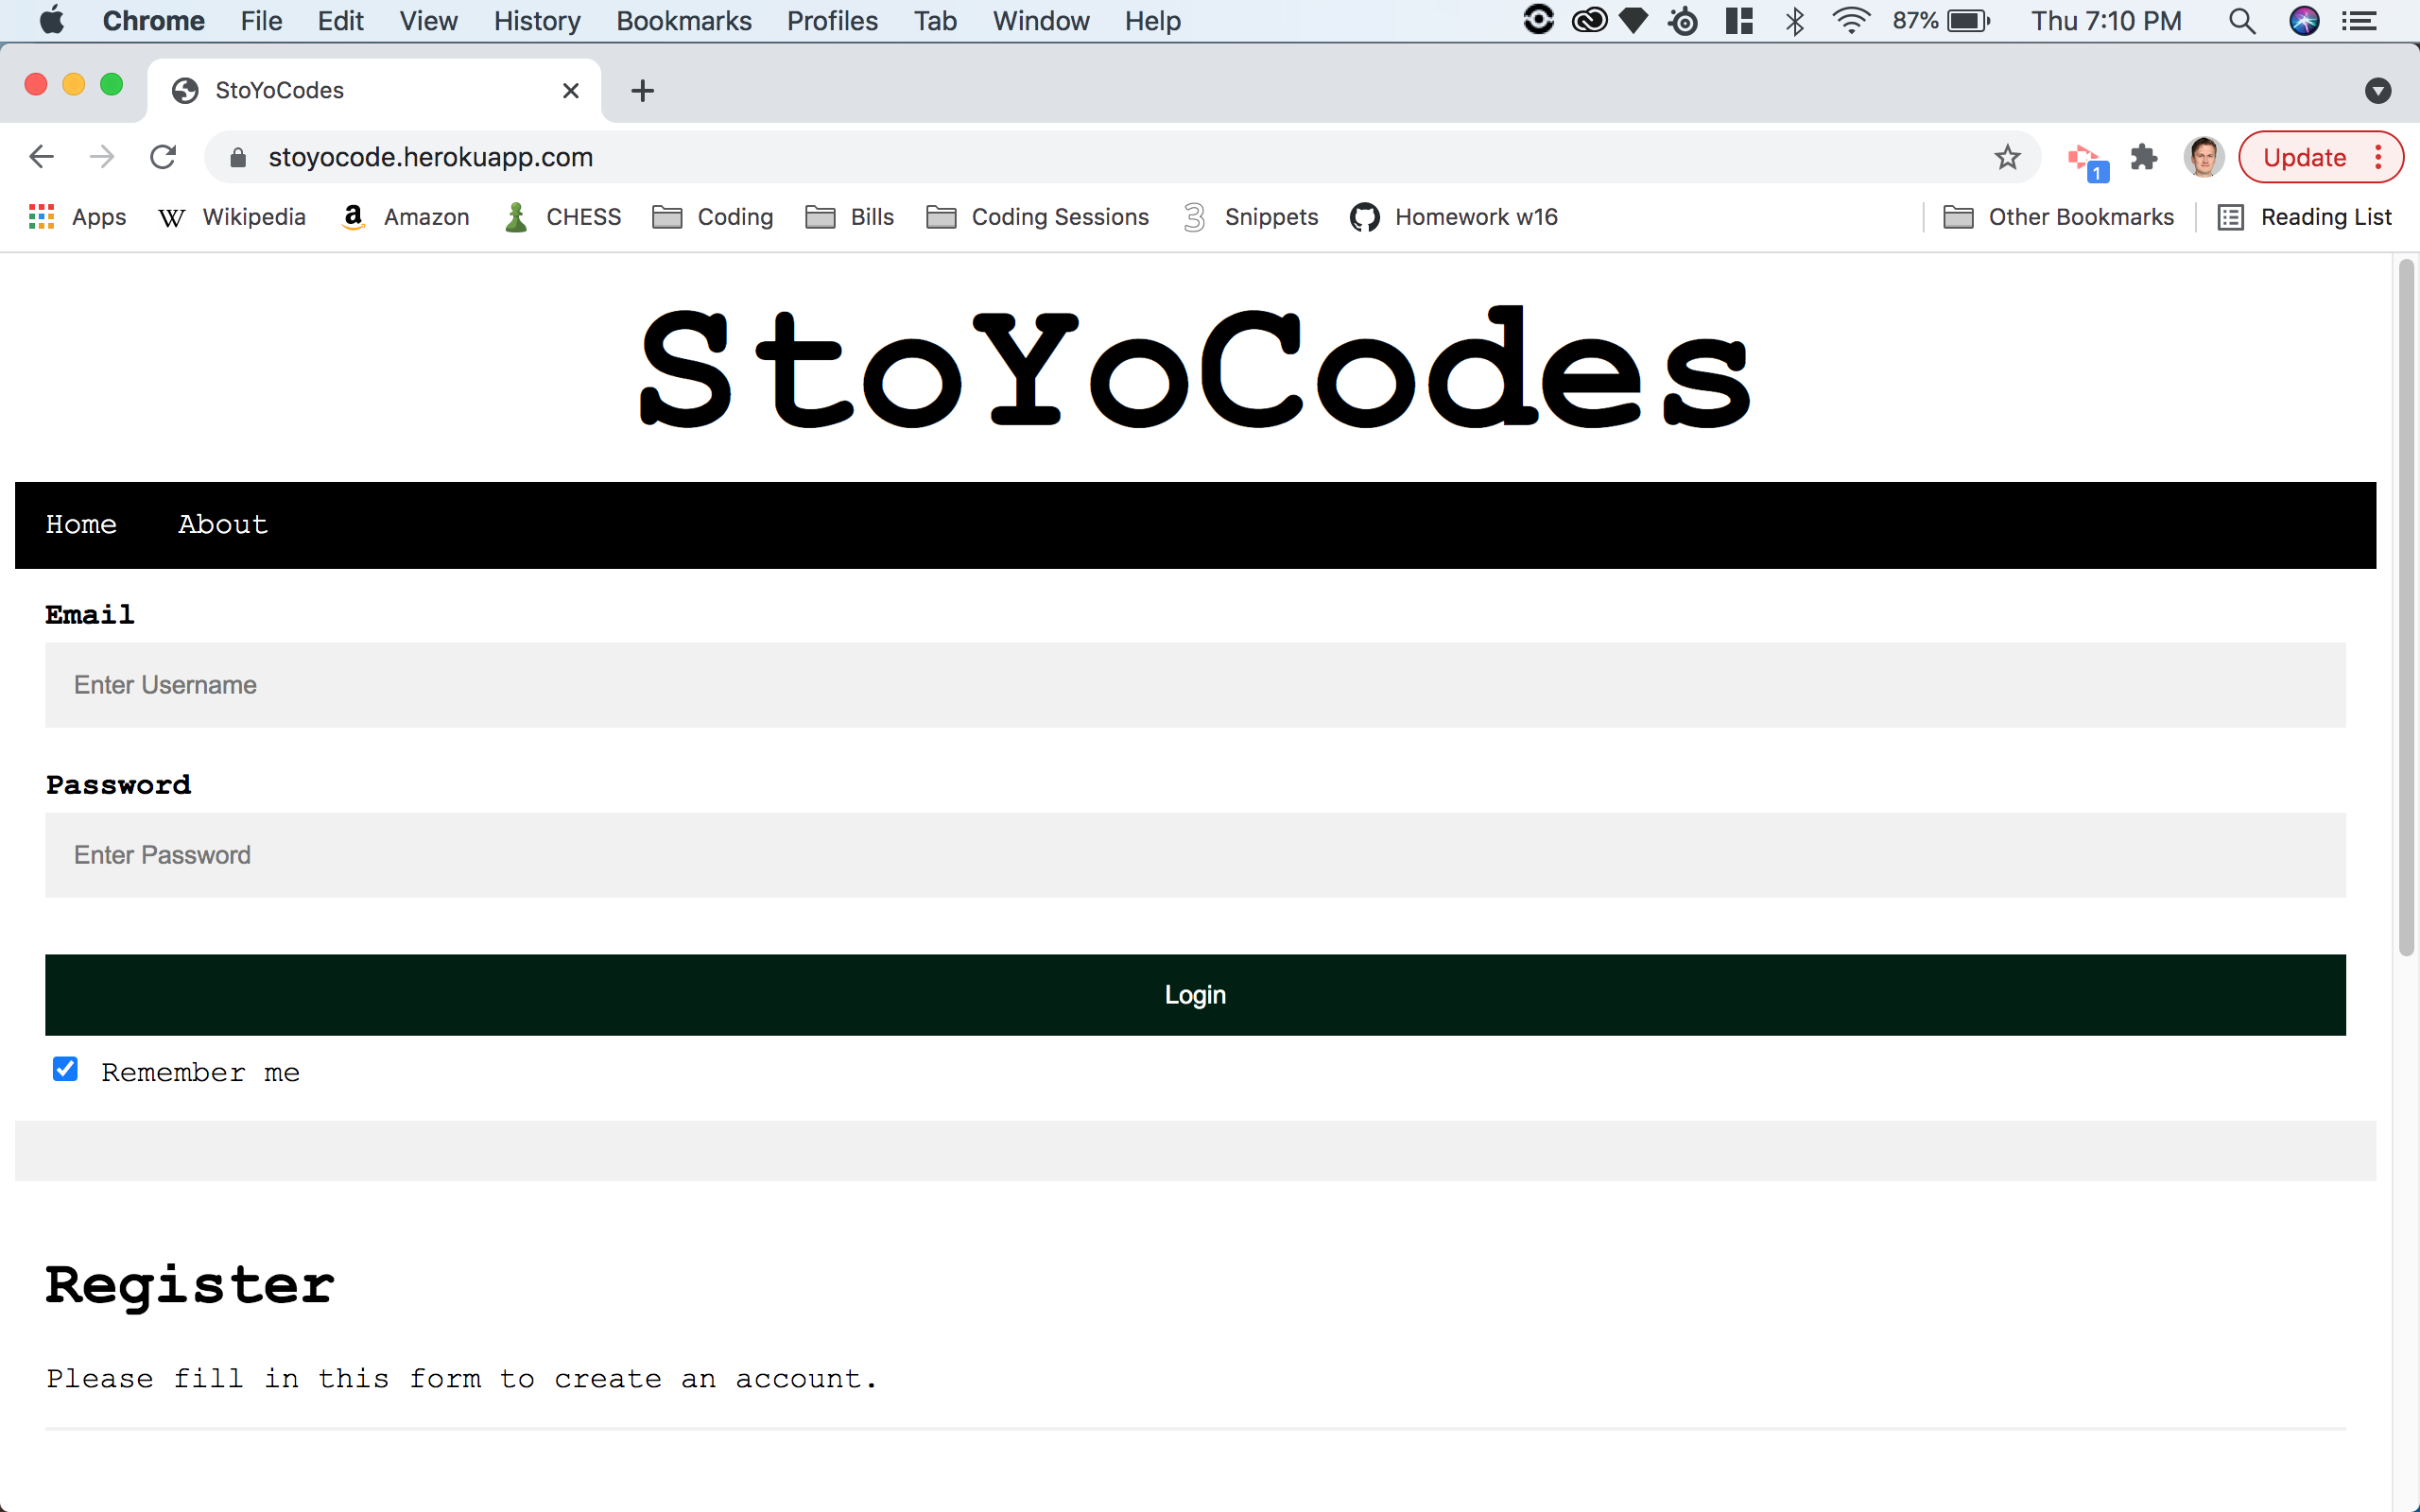 Chrome File Edit View History Bookmarks Profiles Tab Window Help 87% Thu 7:10 PM
StoYoCodes
stoyocode.herokuapp.com 1 Update
Apps W Wikipedia a Amazon CHESS Coding Bills Coding Sessions 3 Snippets Homework w16 Other Bookmarks Reading List
StoYoCodes
Home About
Email
Enter Username
Password
Enter Password
Login
Remember me
Register
Please fill in this form to create an account.